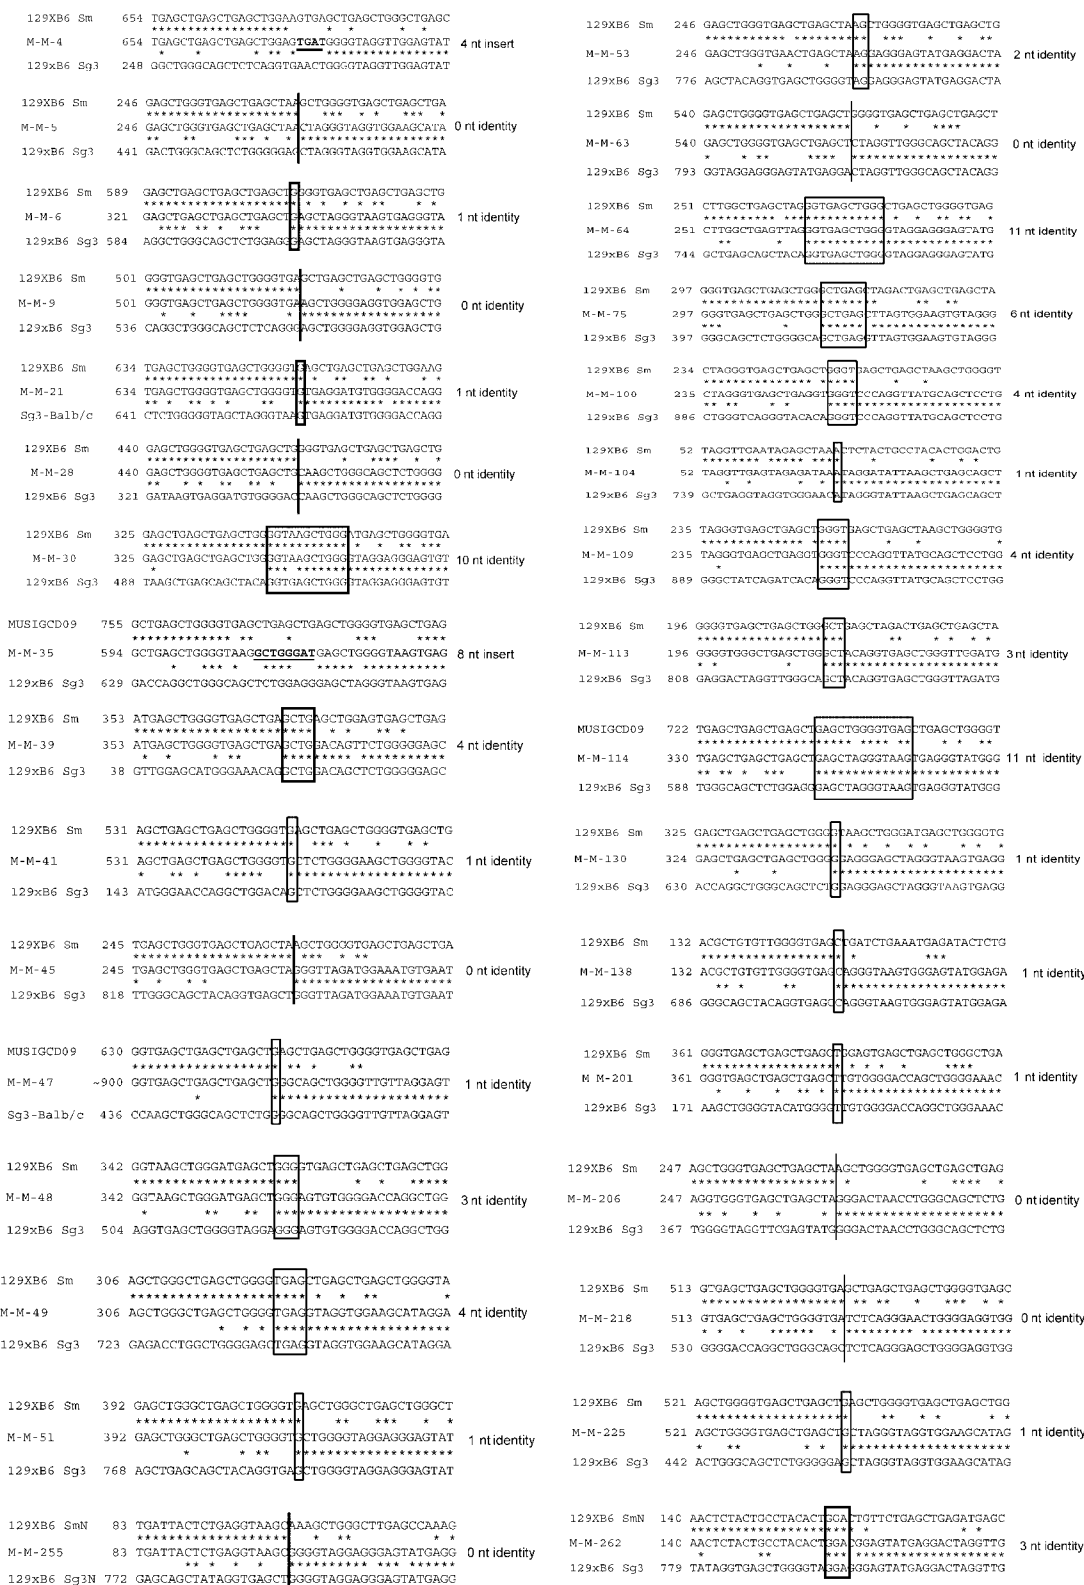 129XB6 Sm 654 TGAGCTGAGCTGAGCTGGAAGTGAGCTGAGCTGGGCTGAGC
M-M-4 654 TGAGCTGAGCTGAGCTGGAGTGATGGGGTAGGTTGGAGTAT 4 nt insert
129xB6 Sg3 248 GGCTGGGCAGCTCTCAGGTGAACTGGGGTAGGTTGGAGTAT
129XB6 Sm 246 GAGCTGGGTGAGCTGAGCTAAGCTGGGGTGAGCTGAGCTGA
M-M-5 246 GAGCTGGGTGAGCTGAGCTAACTAGGGTAGGTGGAAGCATA 0 nt identity
129xB6 Sg3 441 GACTGGGCAGCTCTGGGGGAGCTAGGGTAGGTGGAAGCATA
129XB6 Sm 589 GAGCTGAGCTGAGCTGAGCTGGGGTGAGCTGAGCTGAGCTG
M-M-6 321 GAGCTGAGCTGAGCTGAGCTGAGCTAGGGTAAGTGAGGGTA 1 nt identity
129xB6 Sg3 584 AGGCTGGGCAGCTCTGGAGGGAGCTAGGGTAAGTGAGGGTA
129XB6 Sm 501 GGGTGAGCTGAGCTGGGGTGAGCTGAGCTGAGCTGGGGTG
M-M-9 501 GGGTGAGCTGAGCTGGGGTGAAGCTGGGGAGGTGGAGCTG 0 nt identity
129xB6 Sg3 536 CAGGCTGGGCAGCTCTCAGGGAGCTGGGGAGGTGGAGCTG
129XB6 Sm 634 TGAGCTGGGTGAGCTGGGGTGAGCTGAGCTGAGCTGGAAG
M-M-21 634 TGAGCTGGGTGAGCTGGGGTGTGAGGATGTGGGGACCAGG 1 nt identity
Sg3-Balb/c 641 CTCTGGGGGTAGCTAGGGTAAGTGAGGATGTGGGGACCAGG
129XB6 Sm 440 GAGCTGGGGTGAGCTGAGCTGGGGTGAGCTGAGCTGAGCTG
M-M-28 440 GAGCTGGGGTGAGCTGAGCTGCAAGCTGGGCAGCTCTGGGG 0 nt identity
129xB6 Sg3 321 GATAAGTGAGGATGTGGGGACCAAGCTGGGCAGCTCTGGGG
129XB6 Sm 325 GAGCTGAGCTGAGCTGGGGTAAGCTGGGATGAGCTGGGGTGA
M-M-30 325 GAGCTGAGCTGAGCTGGGGTAAGCTGGGGTAGGAGGGAGTGT 10 nt identity
129xB6 Sg3 488 TAAGCTGAGCAGCTACAGGTGAGCTGGGGTAGGAGGGAGTGT
MUSIGCD09 755 GCTGAGCTGGGGTGAGCTGAGCTGAGCTGGGGTGAGCTGAG
M-M-35 594 GCTGAGCTGGGGTAAGGCTGGGATGAGCTGGGGTAAGTGAG 8 nt insert
129xB6 Sg3 629 GACCAGGCTGGGCAGCTCTGGAGGGAGCTAGGGTAAGTGAG
129XB6 Sm 353 ATGAGCTGGGGTGAGCTGAGCTGAGCTGGAGTGAGCTGAG
M-M-39 353 ATGAGCTGGGGTGAGCTGAGCTGGACAGTTCTGGGGGAGC 4 nt identity
129xB6 Sg3 38 GTTGGAGCATGGGAAACAGGCTGGACAGCTCTGGGGGAGC
129XB6 Sm 531 AGCTGAGCTGAGCTGGGGTGAGCTGAGCTGGGGTGAGCTG
M-M-41 531 AGCTGAGCTGAGCTGGGGTGCTCTGGGGAAGCTGGGGTAC 1 nt identity
129xB6 Sg3 143 ATGGGAACCAGGCTGGACAGCTCTGGGGAAGCTGGGGTAC
129XB6 Sm 245 TGAGCTGGGTGAGCTGAGCTAAGCTGGGGTGAGCTGAGCTGA
M-M-45 245 TGAGCTGGGTGAGCTGAGCTAGGGTTAGATGGAAATGTGAAT 0 nt identity
129xB6 Sg3 818 TTGGGCAGCTACAGGTGAGCTGGGTTAGATGGAAATGTGAAT
MUSIGCD09 630 GGTGAGCTGAGCTGAGCTGAGCTGAGCTGGGGTGAGCTGAG
M-M-47 ~900 GGTGAGCTGAGCTGAGCTGGGCAGCTGGGGTTGTTAGGAGT 1 nt identity
Sg3-Balb/c 436 CCAAGCTGGGCAGCTCTGGGGCAGCTGGGGTTGTTAGGAGT
129XB6 Sm 342 GGTAAGCTGGGATGAGCTGGGGTGAGCTGAGCTGAGCTGG
M-M-48 342 GGTAAGCTGGGATGAGCTGGGAGTGTGGGGACCAGGCTGG 3 nt identity
129xB6 Sg3 504 AGGTGAGCTGGGGTAGGAGGGAGTGTGGGGACCAGGCTGG
129XB6 Sm 306 AGCTGGGCTGAGCTGGGGTGAGCTGAGCTGAGCTGGGGTA
M-M-49 306 AGCTGGGCTGAGCTGGGGTGAGGTAGGTGGAAGCATAGGA 4 nt identity
129xB6 Sg3 723 GAGACCTGGCTGGGGAGCTGAGGTAGGTGGAAGCATAGGA
129XB6 Sm 392 GAGCTGGGCTGAGCTGGGGTGAGCTGGGCTGAGCTGGGCT
M-M-51 392 GAGCTGGGCTGAGCTGGGGTGCTGGGGTAGGAGGGAGTAT 1 nt identity
129xB6 Sg3 768 AGCTGAGCAGCTACAGGTGAGCTGGGGTAGGAGGGAGTAT
129XB6 SmN 83 TGATTACTCTGAGGTAAGCAAAGCTGGGCTTGAGCCAAAG
M-M-255 83 TGATTACTCTGAGGTAAGCGGGGTAGGAGGGAGTATGAGG 0 nt identity
129XB6 Sg3N 772 GAGCAGCTATAGGTGAGCTGGGGTAGGAGGGAGTATGAGG
129XB6 Sm 246 GAGCTGGGTGAGCTGAGCTAAGCTGGGGTGAGCTGAGCTG
M-M-53 246 GAGCTGGGTGAACTGAGCTAAGGAGGGAGTATGAGGACTA 2 nt identity
129xB6 Sg3 776 AGCTACAGGTGAGCTGGGGTAGGAGGGAGTATGAGGACTA
129XB6 Sm 540 GAGCTGGGGTGAGCTGAGCTGGGGTGAGCTGAGCTGAGCT
M-M-63 540 GAGCTGGGGTGAGCTGAGCTCTAGGTTGGGCAGCTACAGG 0 nt identity
129xB6 Sg3 793 GGTAGGAGGGAGTATGAGGACTAGGTTGGGCAGCTACAGG
129XB6 Sm 251 CTTGGCTGAGCTAGGGTGAGCTGGGCTGAGCTGGGGTGAG
M-M-64 251 CTTGGCTGAGTTAGGGTGAGCTGGGGTAGGAGGGAGTATG 11 nt identity
129xB6 Sg3 744 GCTGAGCAGCTACAGGTGAGCTGGGGTAGGAGGGAGTATG
129XB6 Sm 297 GGGTGAGCTGAGCTGGGCTGAGCTAGACTGAGCTGAGCTA
M-M-75 297 GGGTGAGCTGAGCTGGGCTGAGCTTAGTGGAAGTGTAGGG 6 nt identity
129xB6 Sg3 397 GGGCAGCTCTGGGGCAGCTGAGGTTAGTGGAAGTGTAGGG
129XB6 Sm 234 CTAGGGTGAGCTGAGCTGGGTGAGCTGAGCTAAGCTGGGGT
M-M-100 234 CTAGGGTGAGCTGAGGTGGGTCCCAGGTTATGCAGCTCCTG 4 nt identity
129xB6 Sg3 886 CTGGGTCAGGGTACACAGGGTCCCAGGTTATGCAGCTCCTG
129XB6 Sm 52 TAGGTTGAATAGAGCTAAACTCTACTGCCTACACTGGACTG
M-M-104 52 TAGGTTGAGTAGAGATAAATAGGATATTAAGCTGAGCAGCT 1 nt identity
129xB6 Sg3 739 GCTGAGGTAGGTGGGAACATAGGGTATTAAGCTGAGCAGCT
129XB6 Sm 235 TAGGGTGAGCTGAGCTGGGTGAGCTGAGCTAAGCTGGGGTG
M-M-109 235 TAGGGTGAGCTGAGGTGGGTCCCAGGTTATGCAGCTCCTGG 4 nt identity
129xB6 Sg3 889 GGGCTATCAGATCACAGGGTCCCAGGTTATGCAGCTCCTGG
129XB6 Sm 196 GGGGTGAGCTGAGCTGGGCTGAGCTAGACTGAGCTGAGCTA
M-M-113 196 GGGGTGGGCTGAGCTGGGCTACAGGTGAGCTGGGTTGGATG 3 nt identity
129xB6 Sg3 808 GAGGACTAGGTTGGGCAGCTACAGGTGAGCTGGGTTAGATG
MUSIGCD09 722 TGAGCTGAGCTGAGCTGAGCTGGGGTGAGCTGAGCTGGGGT
M-M-114 330 TGAGCTGAGCTGAGCTGAGCTAGGGTAAGTGAGGGTATGGG 11 nt identity
129xB6 Sg3 588 TGGGCAGCTCTGGAGGGAGCTAGGGTAAGTGAGGGTATGGG
129XB6 Sm 325 GAGCTGAGCTGAGCTGGGGTAAGCTGGGATGAGCTGGGGTG
M-M-130 324 GAGCTGAGCTGAGCTGGGGGAGGGAGCTAGGGTAAGTGAGG 1 nt identity
129xB6 Sg3 630 ACCAGGCTGGGCAGCTCTGGAGGGAGCTAGGGTAAGTGAGG
129XB6 Sm 132 ACGCTGTGTTGGGGTGAGCTGATCTGAAATGAGATACTCTG
M-M-138 132 ACGCTGTGTTGGGGTGAGCAGGGTAAGTGGGAGTATGGAGA 1 nt identity
129xB6 Sg3 686 GGGCAGCTACAGGTGAGCCAGGGTAAGTGGGAGTATGGAGA
129XB6 Sm 361 GGGTGAGCTGAGCTGAGCTGGAGTGAGCTGAGCTGGGCTGA
M M-201 361 GGGTGAGCTGAGCTGAGCTTGTGGGGACCAGCTGGGGAAAC 1 nt identity
129xB6 Sg3 171 AAGCTGGGGTACATGGGGTTGTGGGGACCAGGCTGGGAAAC
129XB6 Sm 247 AGCTGGGTGAGCTGAGCTAAGCTGGGGTGAGCTGAGCTGAG
M-M-206 247 AGGTGGGTGAGCTGAGCTAGGGACTAACCTGGGCAGCTCTG 0 nt identity
129xB6 Sg3 367 TGGGGTAGGTTCGAGTATGGGGACTAACCTGGGCAGCTCTG
129XB6 Sm 513 GTGAGCTGAGCTGGGGTGAGCTGAGCTGAGCTGGGGTGAGC
M-M-218 513 GTGAGCTGAGCTGGGGTGATCTCAGGGAACTGGGGAGGTGG 0 nt identity
129xB6 Sg3 530 GGGGACCAGGCTGGGCAGCTCTCAGGGAGCTGGGGAGGTGG
129XB6 Sm 521 AGCTGGGGTGAGCTGAGCTGAGCTGGGGTGAGCTGAGCTGG
M-M-225 521 AGCTGGGGTGAGCTGAGCTGCTAGGGTAGGTGGAAGCATAG 1 nt identity
129xB6 Sg3 442 ACTGGGCAGCTCTGGGGGAGCTAGGGTAGGTGGAAGCATAG
129XB6 SmN 140 AACTCTACTGCCTACACTGGACTGTTCTGAGCTGAGATGAGC
M-M-262 140 AACTCTACTGCCTACACTGGACGGAGTATGAGGACTAGGTTG 3 nt identity
129xB6 Sg3 779 TATAGGTGAGCTGGGGTAGGAGGGAGTATGAGGACTAGGTT